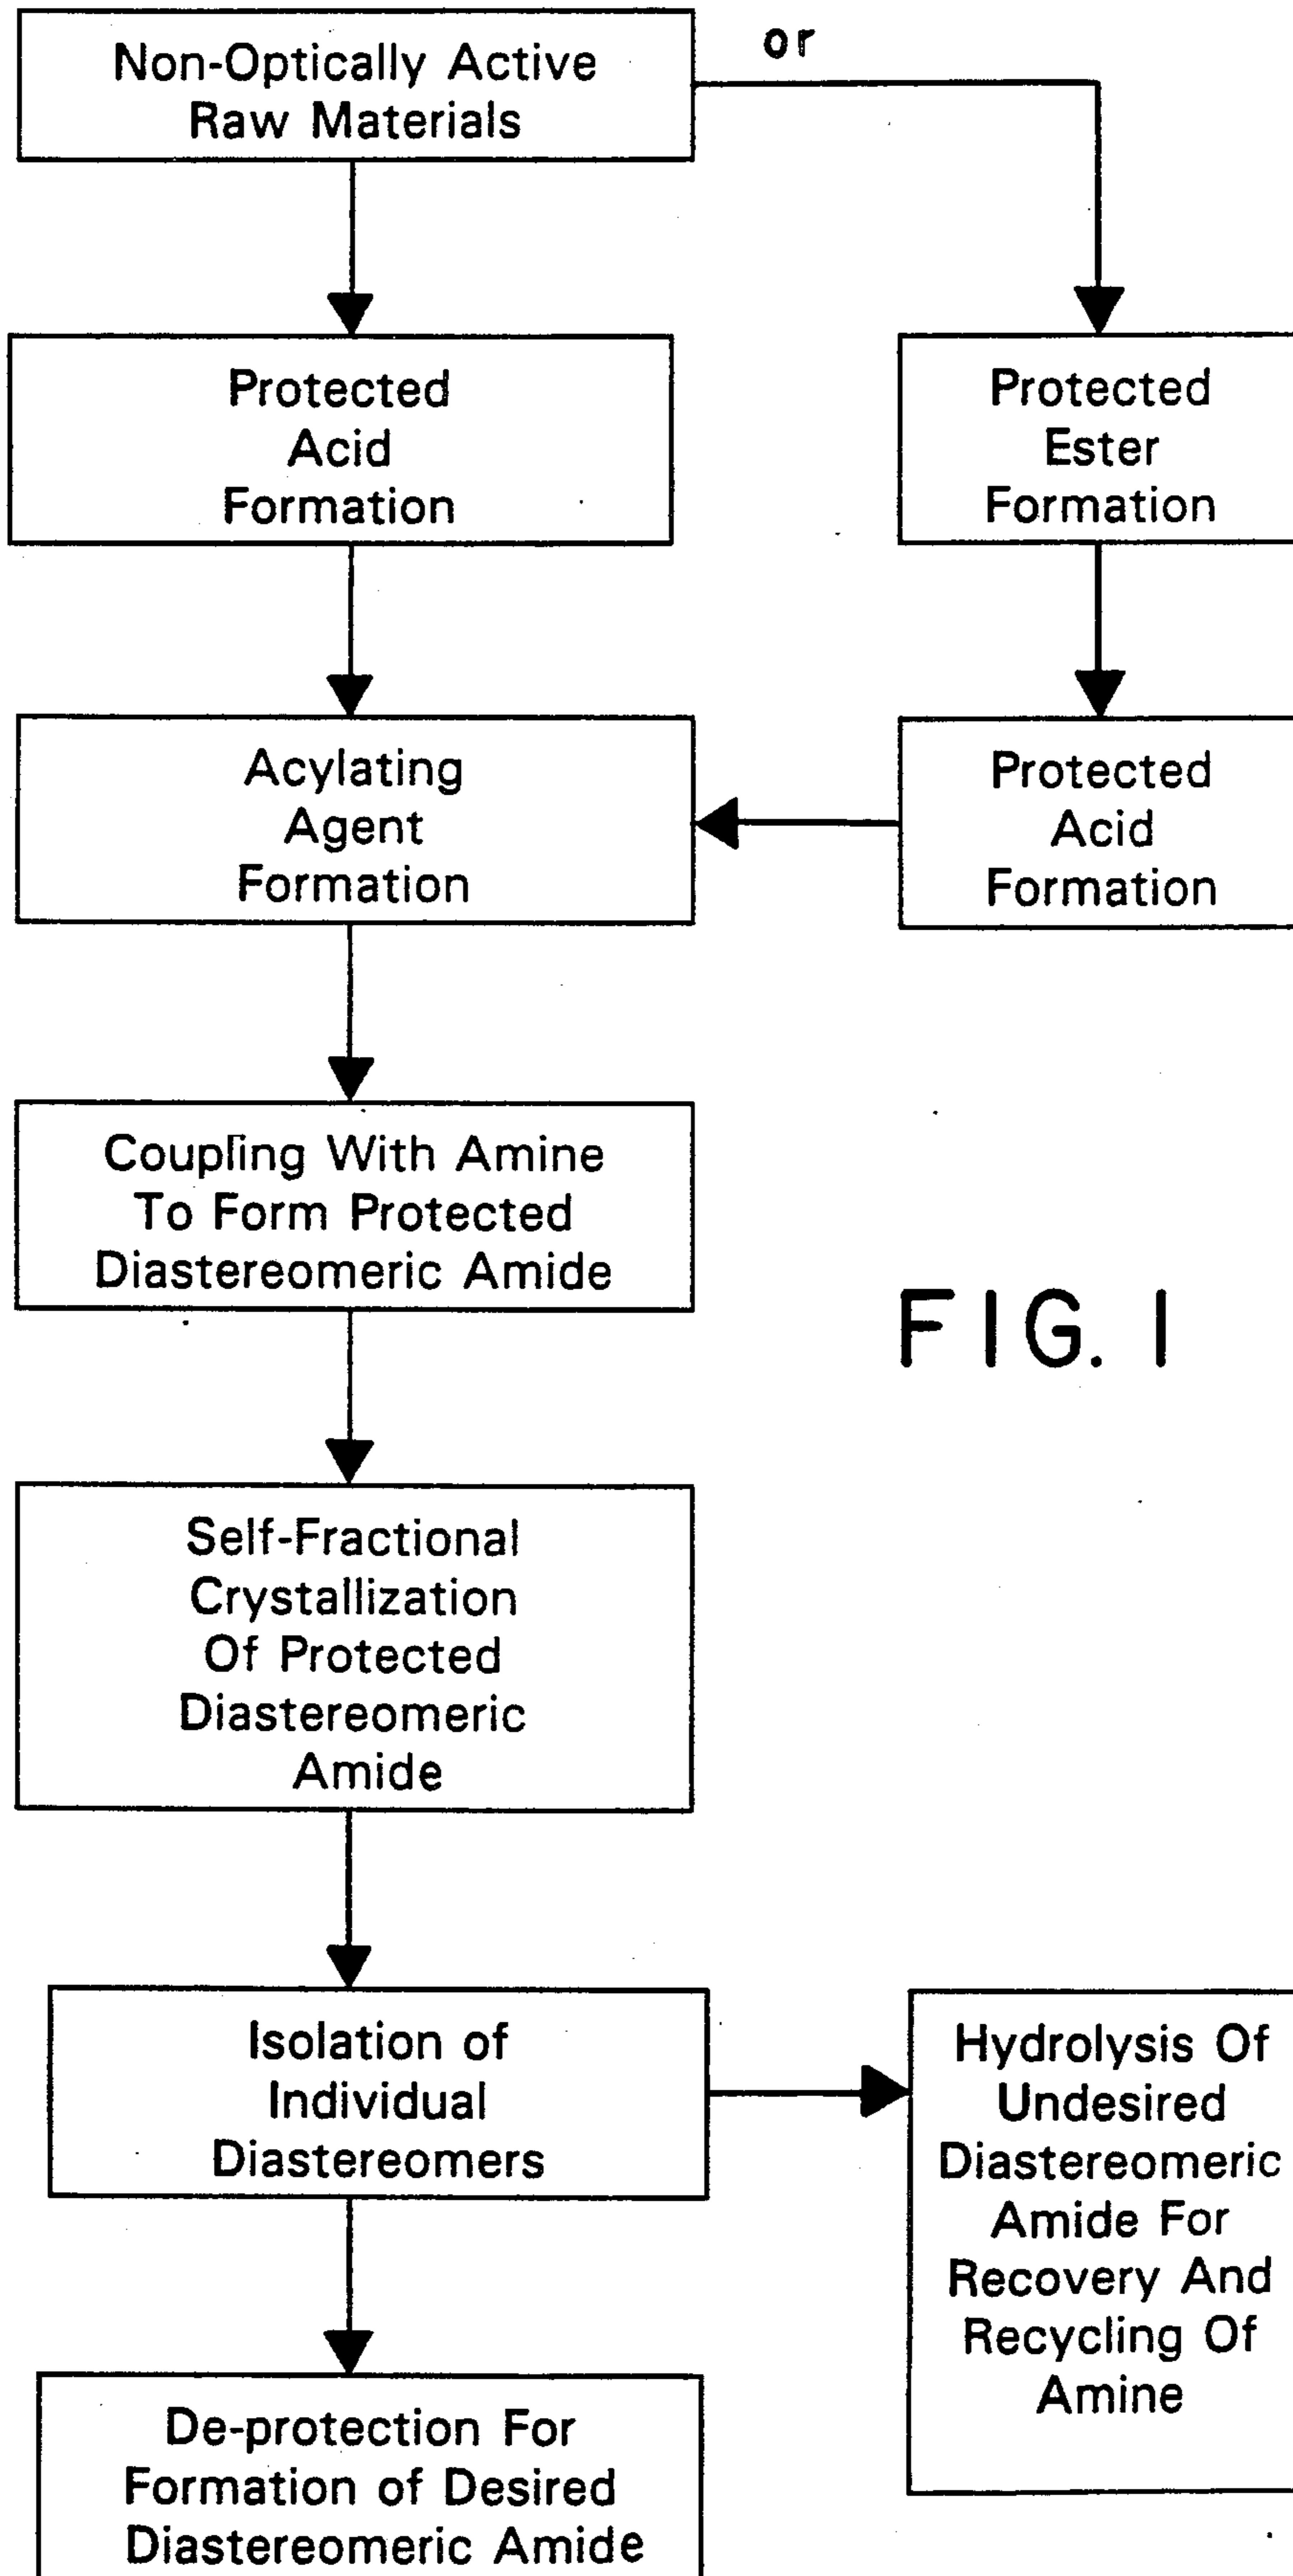 Non-Optically Active
Raw Materials
or
Protected
Acid
Formation
Protected
Ester
Formation
Acylating
Agent
Formation
Protected
Acid
Formation
Coupling With Amine
To Form Protected
Diastereomeric Amide
FIG. 1
Self-Fractional
Crystallization
Of Protected
Diastereomeric
Amide
Isolation of
Individual
Diastereomers
Hydrolysis Of
Undesired
Diastereomeric
Amide For
Recovery And
Recycling Of
Amine
De-protection For
Formation of Desired
Diastereomeric Amide